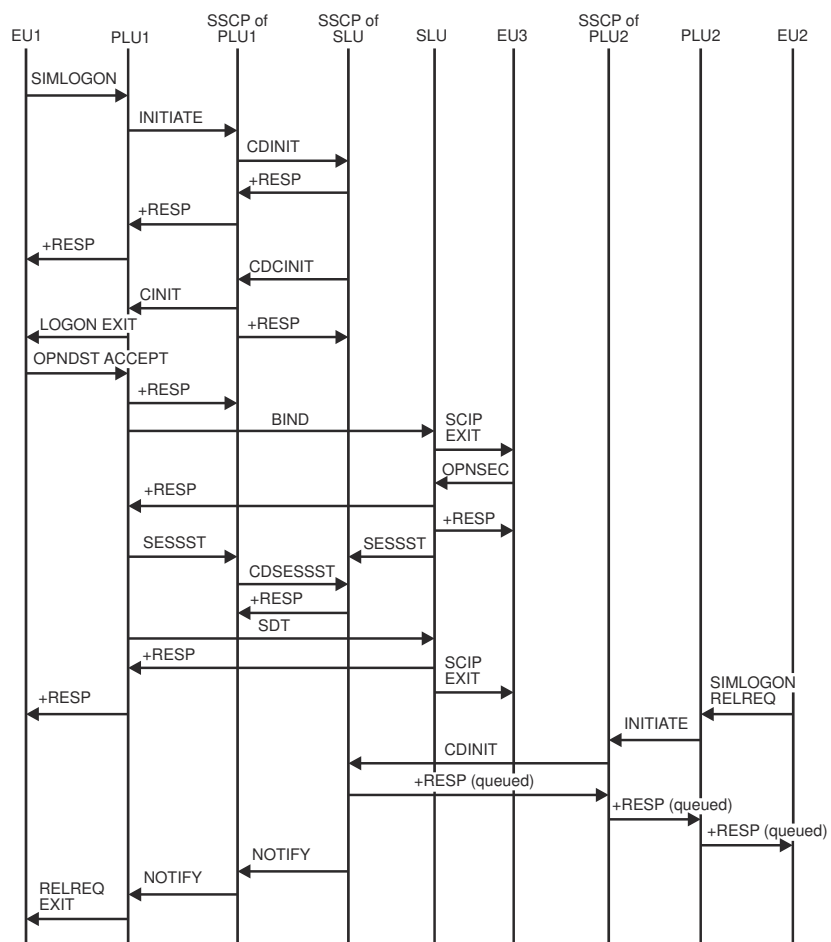 SSCP of
SSCP of
SSCP of
EU1
PLU1
PLU1
SLU
SLU
EU3
PLU2
PLU2
EU2
SIMLOGON
INITIATE
CDINIT
+RESP
+RESP
+RESP
CDCINIT
CINIT
LOGON EXIT
+RESP
OPNDST ACCEPT
+RESP
BIND
SCIP
EXIT
OPNSEC
+RESP
+RESP
SESSST
SESSST
CDSESSST
+RESP
SDT
+RESP
SCIP
EXIT
SIMLOGON
RELREQ
+RESP
INITIATE
CDINIT
+RESP (queued)
+RESP (queued)
+RESP (queued)
NOTIFY
NOTIFY
RELREQ
EXIT